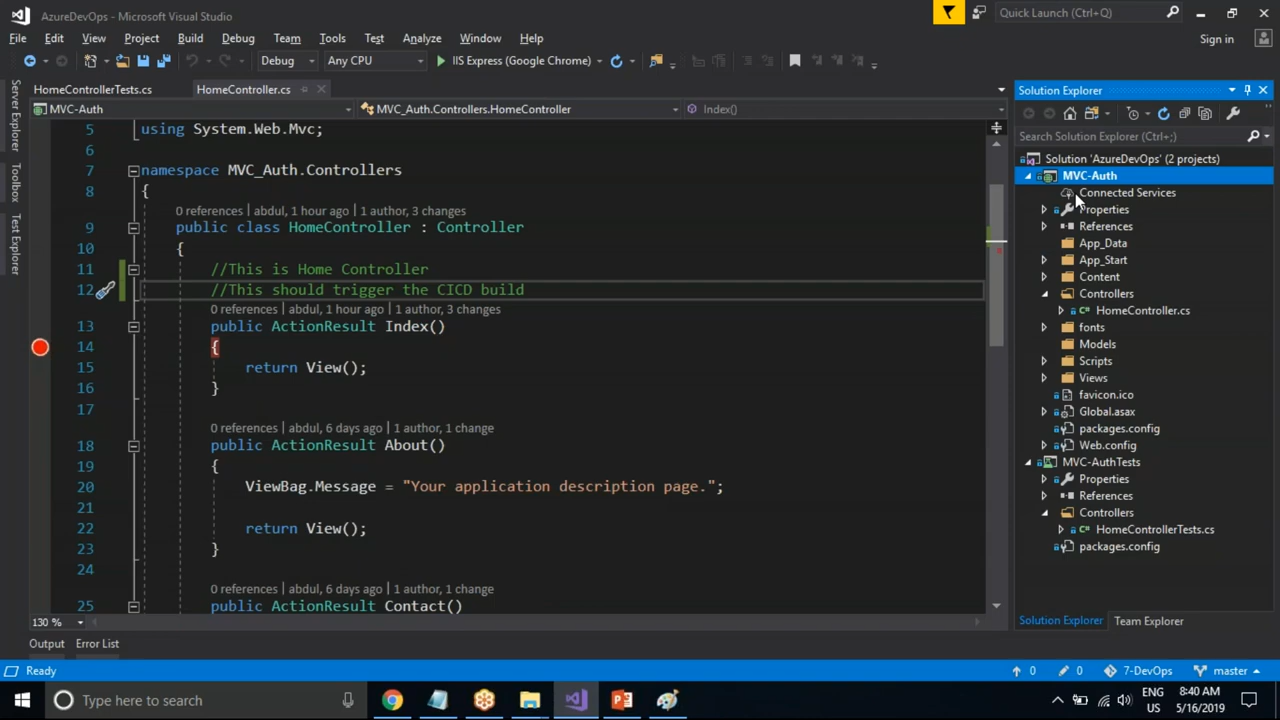 AzureDevOps - Microsoft Visual Studio
Quick Launch (Ctrl+Q)
File Edit View Project Build Debug Team Tools Test Analyze Window Help
Sign in
Debug Any CPU IIS Express (Google Chrome)
Server Explorer
Toolbox
Test Explorer
HomeControllerTests.cs HomeController.cs
MVC-Auth MVC_Auth.Controllers.HomeController Index()
5 using System.Web.Mvc;
6
7 namespace MVC_Auth.Controllers
8 {
0 references | abdul, 1 hour ago | 1 author, 3 changes
9 public class HomeController : Controller
10 {
11 //This is Home Controller
12 //This should trigger the CICD build
0 references | abdul, 1 hour ago | 1 author, 3 changes
13 public ActionResult Index()
14 {
15 return View();
16 }
17
0 references | abdul, 6 days ago | 1 author, 1 change
18 public ActionResult About()
19 {
20 ViewBag.Message = "Your application description page.";
21
22 return View();
23 }
24
0 references | abdul, 6 days ago | 1 author, 1 change
25 public ActionResult Contact()
130 %
Solution Explorer
Search Solution Explorer (Ctrl+;)
Solution 'AzureDevOps' (2 projects)
MVC-Auth
Connected Services
Properties
References
App_Data
App_Start
Content
Controllers
HomeController.cs
fonts
Models
Scripts
Views
favicon.ico
Global.asax
packages.config
Web.config
MVC-AuthTests
Properties
References
Controllers
HomeControllerTests.cs
packages.config
Solution Explorer Team Explorer
Output Error List
Ready
0 0 7-DevOps master
Type here to search
ENG
US
8:40 AM
5/16/2019